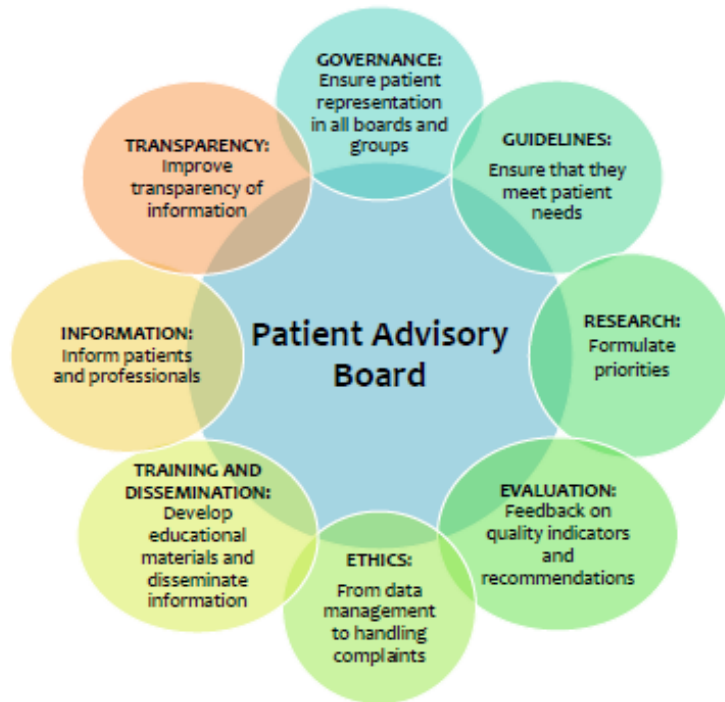 GOVERNANCE:
Ensure patient
representation
in all boards and
groups
GUIDELINES:
Ensure that they
meet patient
needs
RESEARCH:
Formulate
priorities
EVALUATION:
Feedback on
quality indicators
and
recommendations
ETHICS:
From data
management
to handling
complaints
TRAINING AND
DISSEMINATION:
Develop
educational
materials and
disseminate
information
INFORMATION:
Inform patients
and professionals
TRANSPARENCY:
Improve
transparency of
information
Patient Advisory
Board